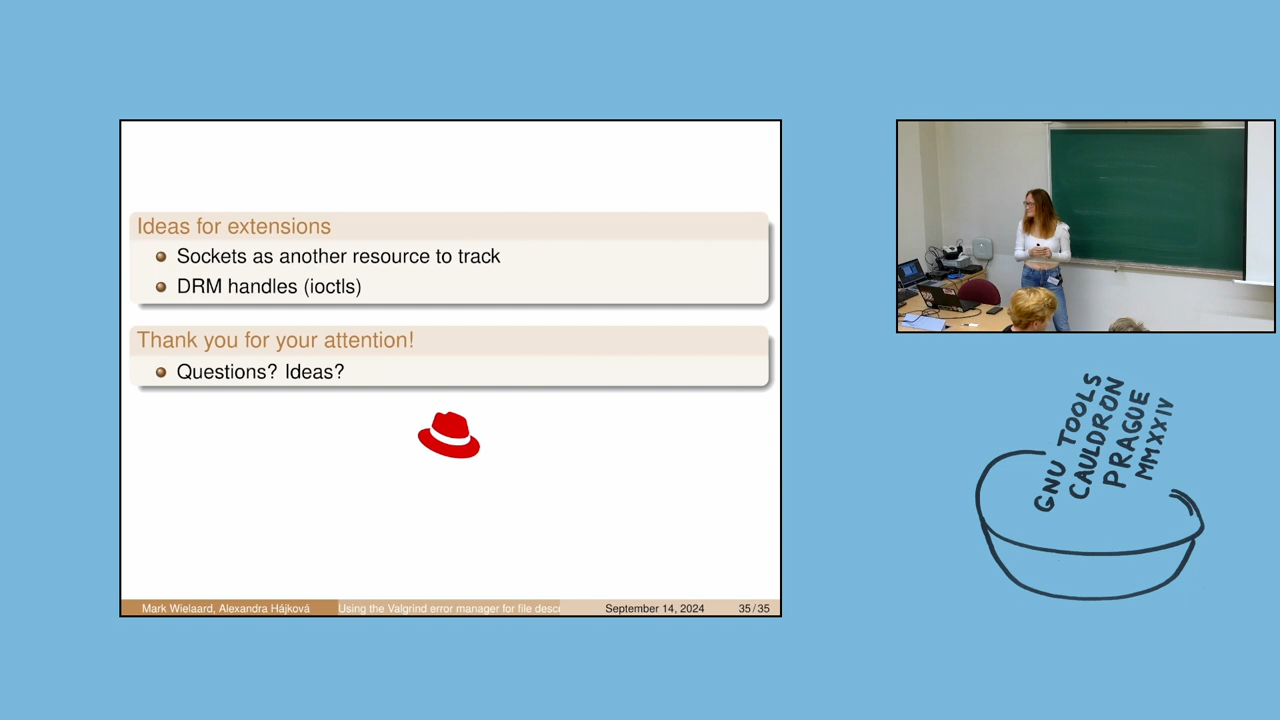 Ideas for extensions
Sockets as another resource to track
DRM handles (ioctls)
Thank you for your attention!
Questions? Ideas?
Mark Wielaard, Alexandra Hájková
Using the Valgrind error manager for file desci
September 14, 2024
35 / 35
GNU TOOLS
CAULDRON
PRAGUE
MMXXIV